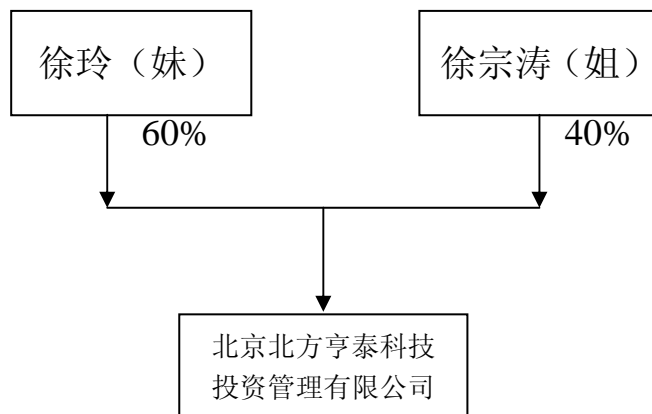 徐玲（妹）
徐宗涛（姐）
60%
40%
北京北方亨泰科技
投资管理有限公司